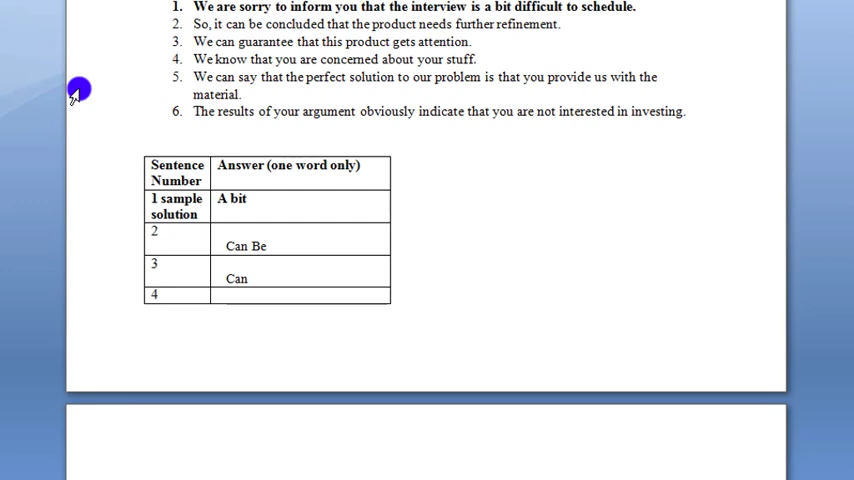 1. We are sorry to inform you that the interview is a bit difficult to schedule.
2. So, it can be concluded that the product needs further refinement.
3. We can guarantee that this product gets attention.
4. We know that you are concerned about your stuff.
5. We can say that the perfect solution to our problem is that you provide us with the
material.
6. The results of your argument obviously indicate that you are not interested in investing.
Sentence Number Answer (one word only)
1 sample solution A bit
2 Can Be
3 Can
4